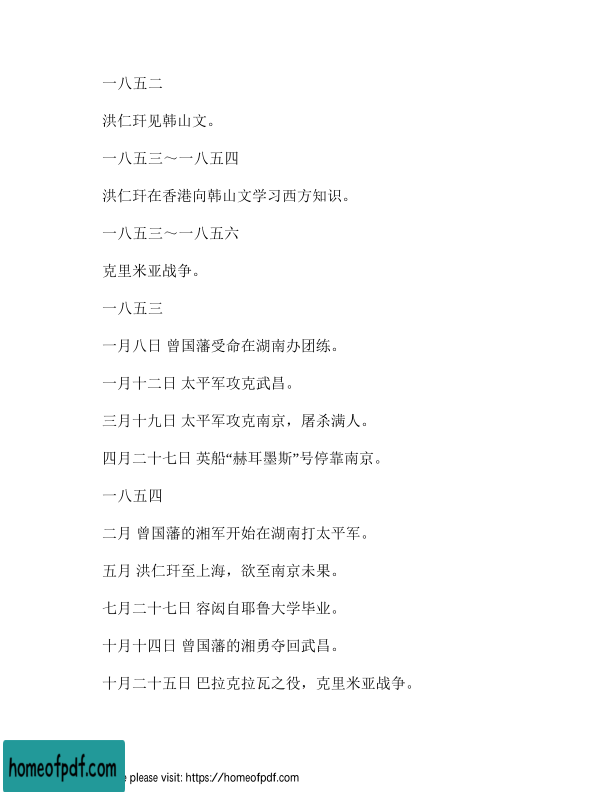 一八五二
洪仁玕见韩山文。
一八五三～一八五四
洪仁玕在香港向韩山文学习西方知识。
一八五三～一八五六
克里米亚战争。
一八五三
一月八日 曾国藩受命在湖南办团练。
一月十二日 太平军攻克武昌。
三月十九日 太平军攻克南京，屠杀满人。
四月二十七日 英船“赫耳墨斯”号停靠南京。
一八五四
二月 曾国藩的湘军开始在湖南打太平军。
五月 洪仁玕至上海，欲至南京未果。
七月二十七日 容闳自耶鲁大学毕业。
十月十四日 曾国藩的湘勇夺回武昌。
十月二十五日 巴拉克拉瓦之役，克里米亚战争。
homeofpdf.com
please visit: https://homeofpdf.com